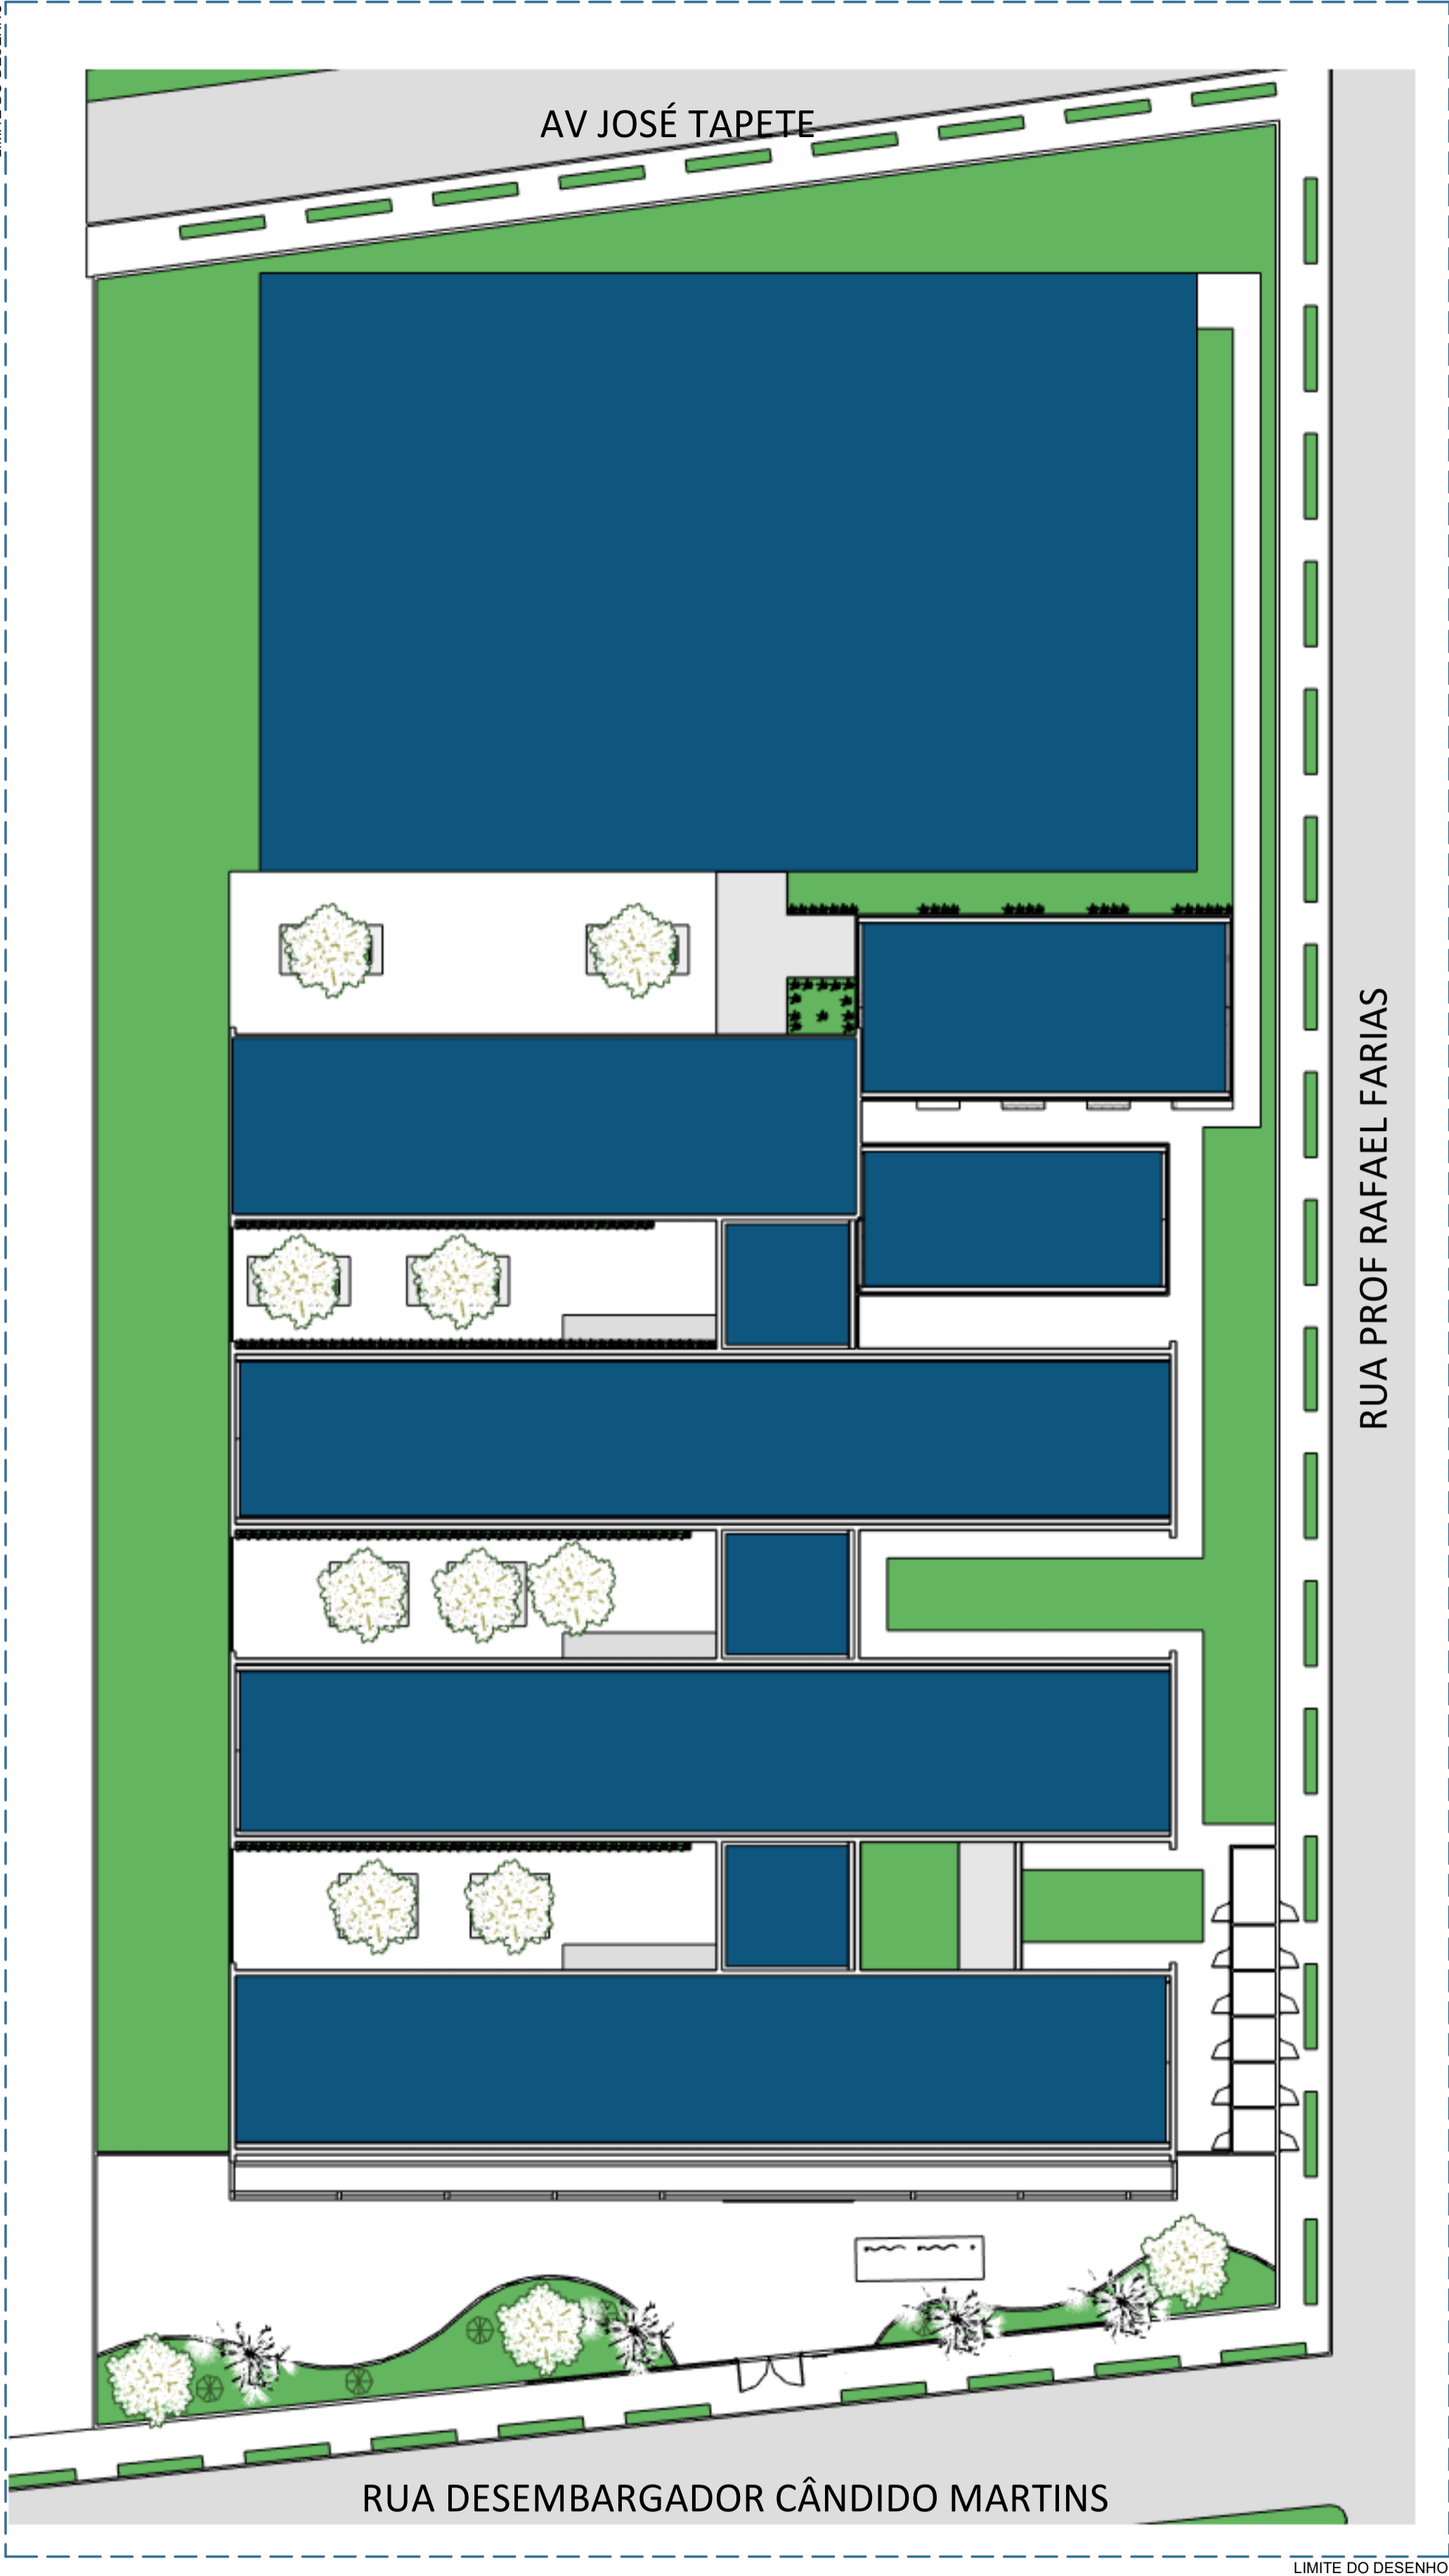 AV JOSÉ TAPETE
RUA PROF RAFAEL FARIAS
RUA DESEMBARGADOR CÂNDIDO MARTINS
LIMITE DO DESENHO